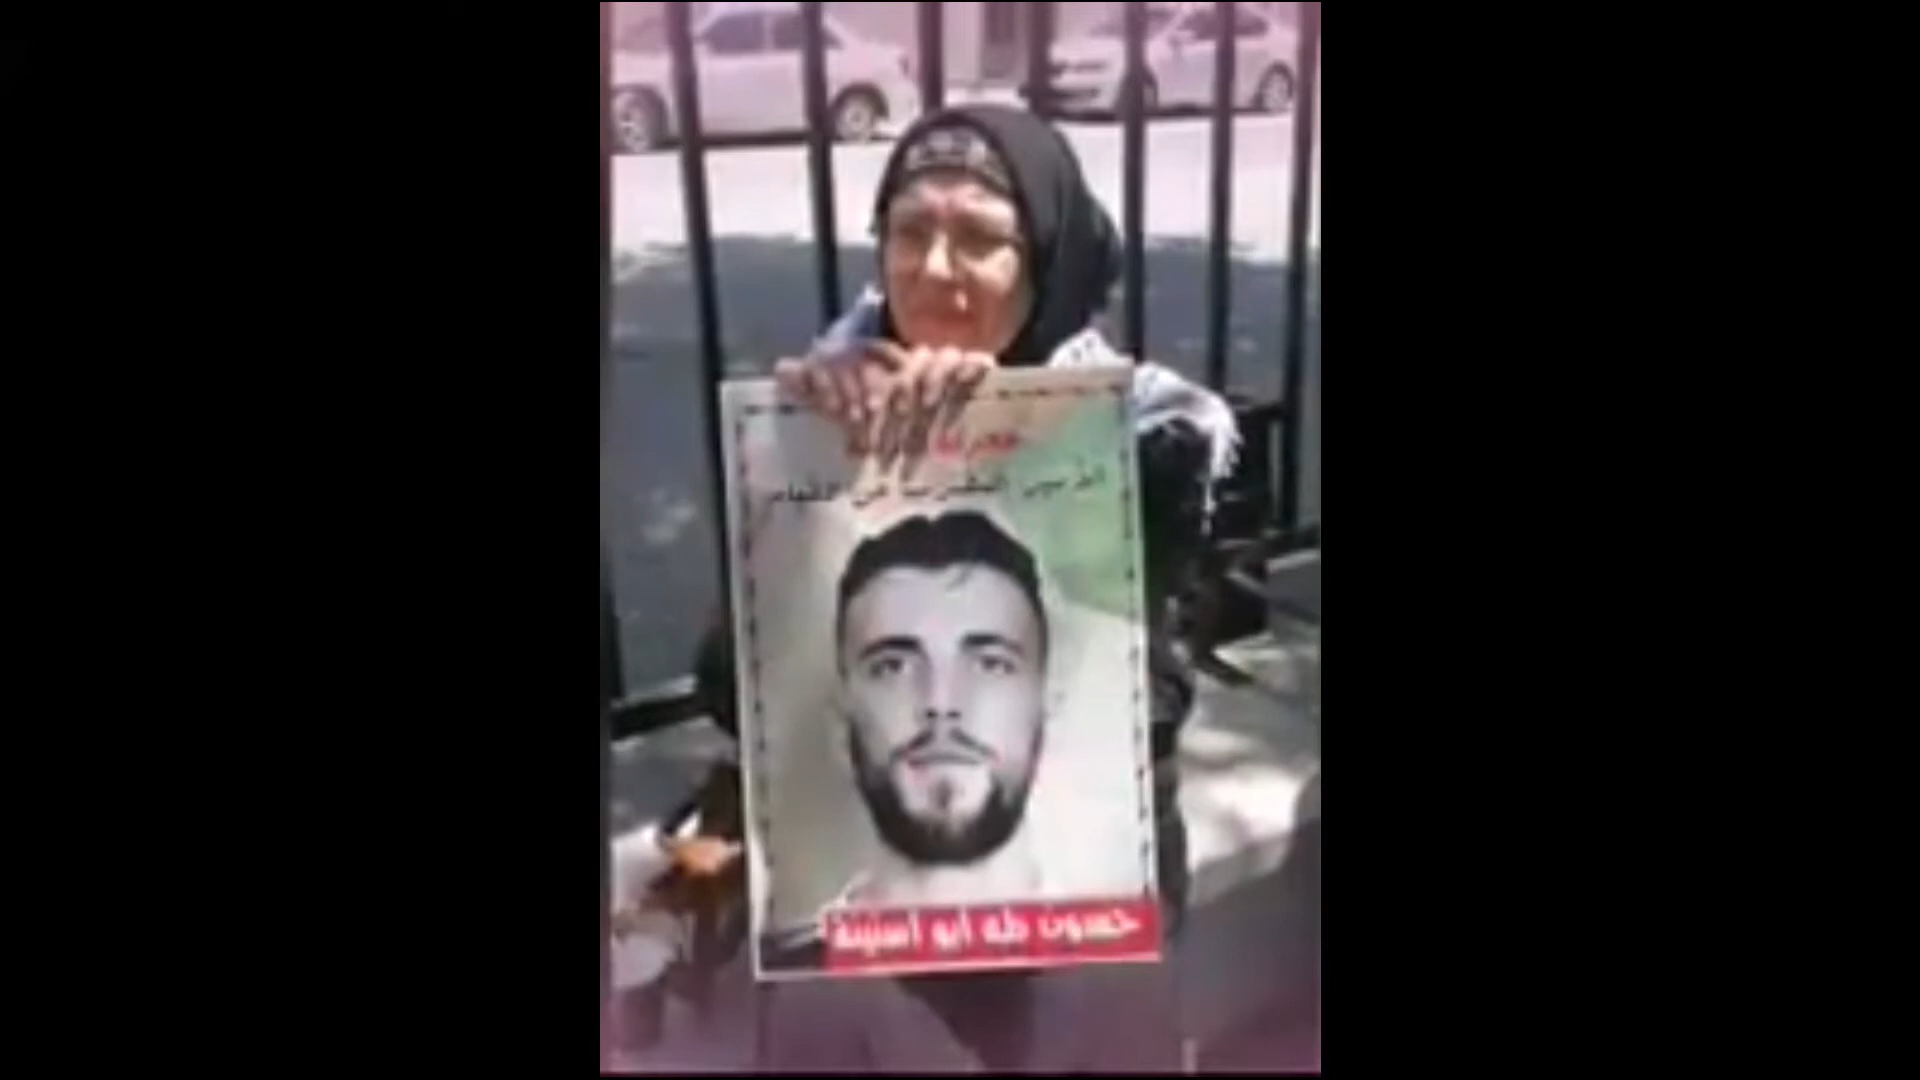 الأسير المضرب عن الطعام
حسون طه ابو اسنينة